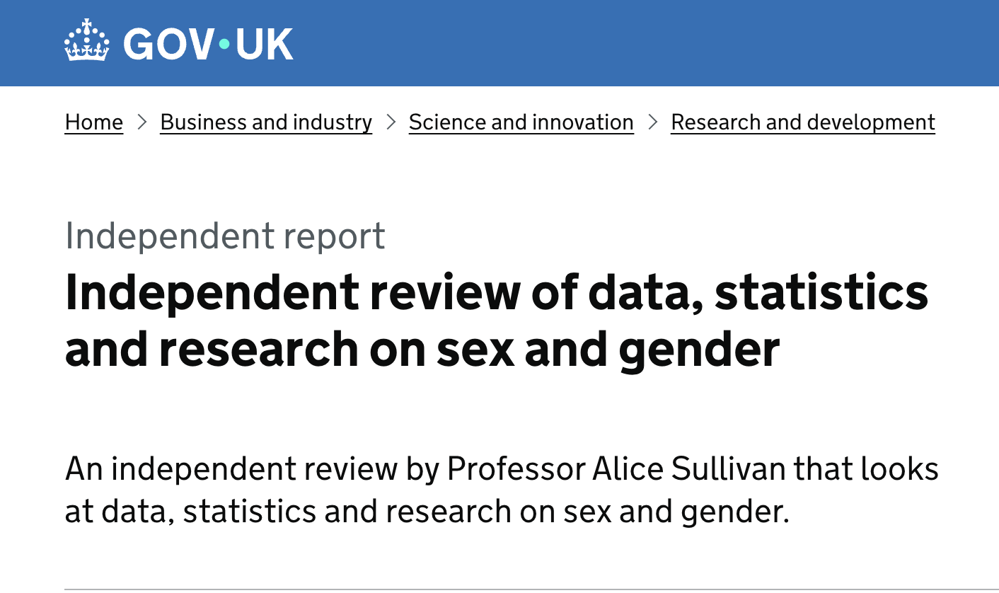 GOV·UK
Home > Business and industry > Science and innovation > Research and development
Independent report
Independent review of data, statistics
and research on sex and gender
An independent review by Professor Alice Sullivan that looks
at data, statistics and research on sex and gender.